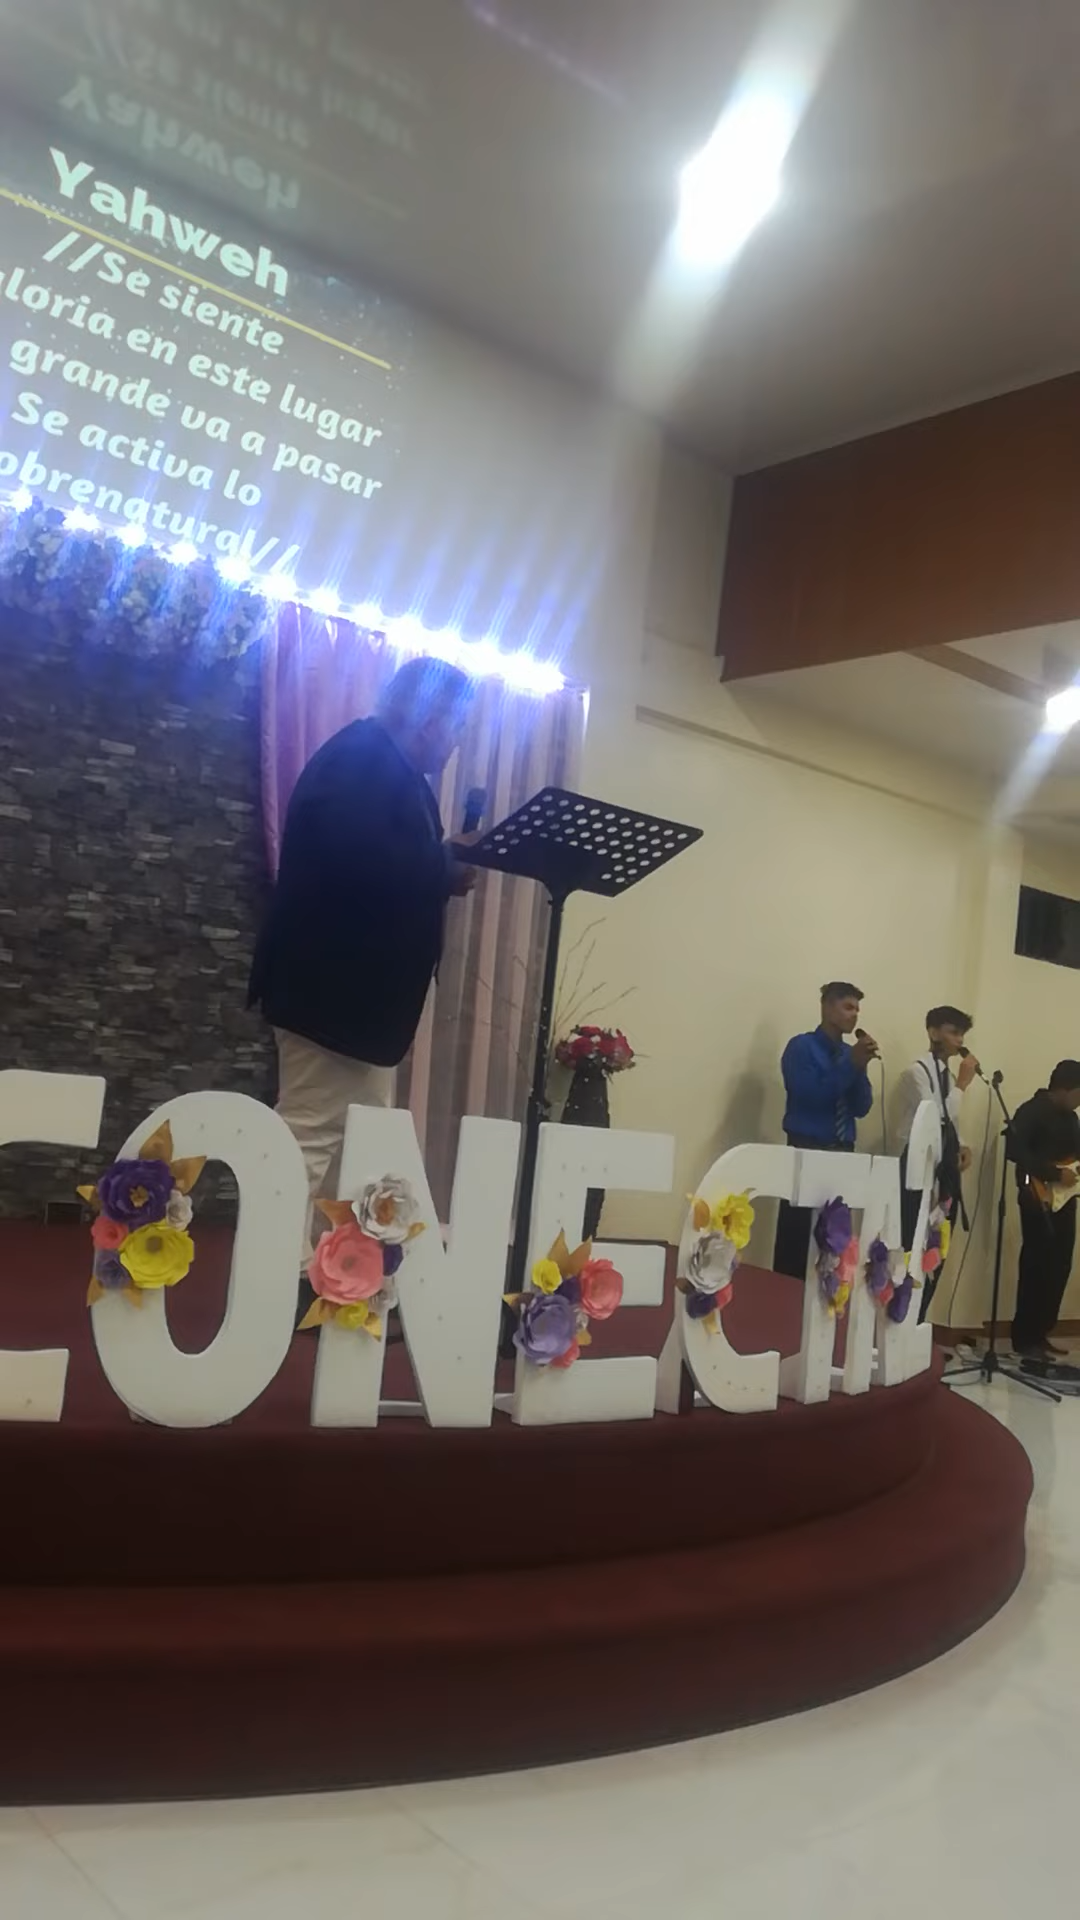 Yahweh
//Se siente
loria en este lugar
grande va a pasar
Se activa lo
obrenatural//
CONECTA